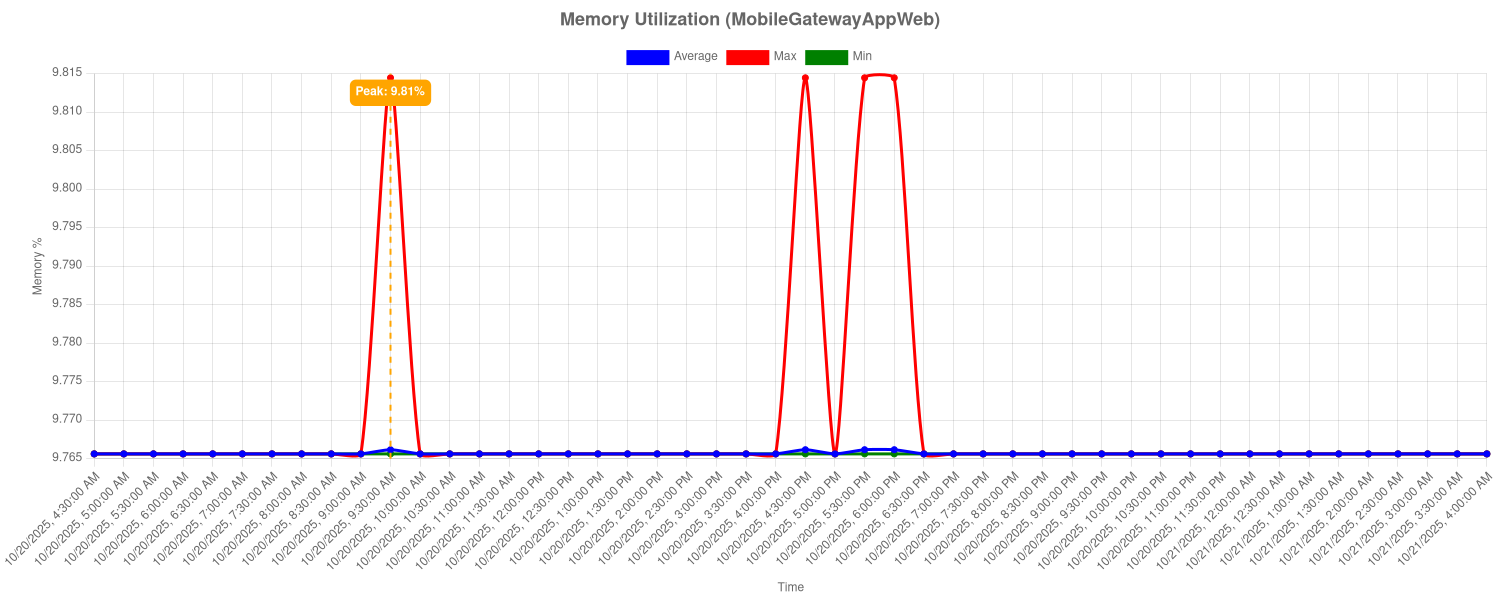 Memory Utilization (MobileGatewayAppWeb)
Average Max Min
9.815
Peak: 9.81%
9.810
9.805
9.800
9.795
9.790
9.785
9.780
9.775
9.770
9.765
Memory %
10/20/2025, 4:30:00 AM
10/20/2025, 5:00:00 AM
10/20/2025, 5:30:00 AM
10/20/2025, 6:00:00 AM
10/20/2025, 6:30:00 AM
10/20/2025, 7:00:00 AM
10/20/2025, 7:30:00 AM
10/20/2025, 8:00:00 AM
10/20/2025, 8:30:00 AM
10/20/2025, 9:00:00 AM
10/20/2025, 9:30:00 AM
10/20/2025, 10:00:00 AM
10/20/2025, 10:30:00 AM
10/20/2025, 11:00:00 AM
10/20/2025, 11:30:00 AM
10/20/2025, 12:00:00 PM
10/20/2025, 12:30:00 PM
10/20/2025, 1:00:00 PM
10/20/2025, 1:30:00 PM
10/20/2025, 2:00:00 PM
10/20/2025, 2:30:00 PM
10/20/2025, 3:00:00 PM
10/20/2025, 3:30:00 PM
10/20/2025, 4:00:00 PM
10/20/2025, 4:30:00 PM
10/20/2025, 5:00:00 PM
10/20/2025, 5:30:00 PM
10/20/2025, 6:00:00 PM
10/20/2025, 6:30:00 PM
10/20/2025, 7:00:00 PM
10/20/2025, 7:30:00 PM
10/20/2025, 8:00:00 PM
10/20/2025, 8:30:00 PM
10/20/2025, 9:00:00 PM
10/20/2025, 9:30:00 PM
10/20/2025, 10:00:00 PM
10/20/2025, 10:30:00 PM
10/20/2025, 11:00:00 PM
10/20/2025, 11:30:00 PM
10/21/2025, 12:00:00 AM
10/21/2025, 12:30:00 AM
10/21/2025, 1:00:00 AM
10/21/2025, 1:30:00 AM
10/21/2025, 2:00:00 AM
10/21/2025, 2:30:00 AM
10/21/2025, 3:00:00 AM
10/21/2025, 3:30:00 AM
10/21/2025, 4:00:00 AM
Time